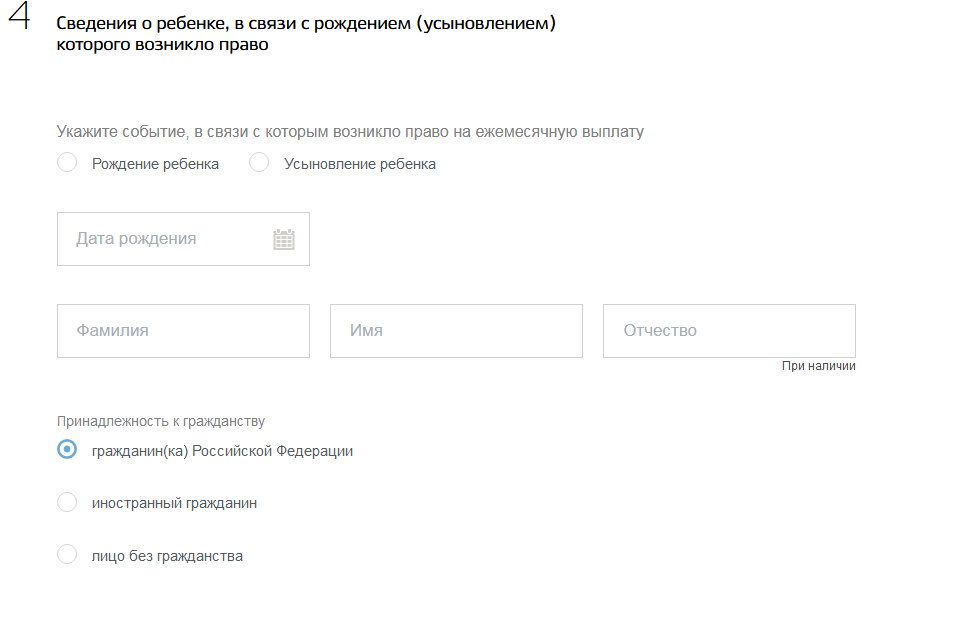 4
Сведения о ребенке, в связи с рождением (усыновлением)
которого возникло право
Укажите событие, в связи с которым возникло право на ежемесячную выплату
Рождение ребенка Усыновление ребенка
Дата рождения
Фамилия Имя Отчество
При наличии
Принадлежность к гражданству
гражданин(ка) Российской Федерации
иностранный гражданин
лицо без гражданства